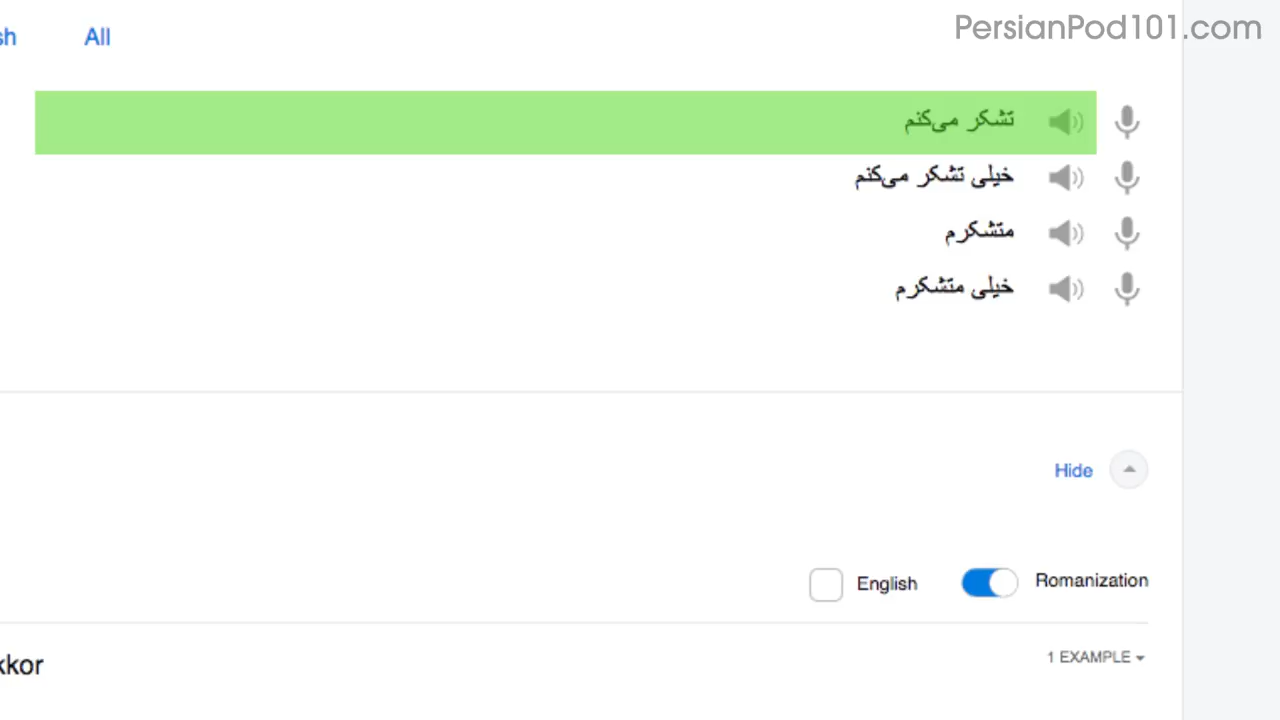 PersianPod101.com
sh All
تشکر می‌کنم
خیلی تشکر می‌کنم
متشکرم
خیلی متشکرم
Hide
English Romanization
kkor 1 EXAMPLE